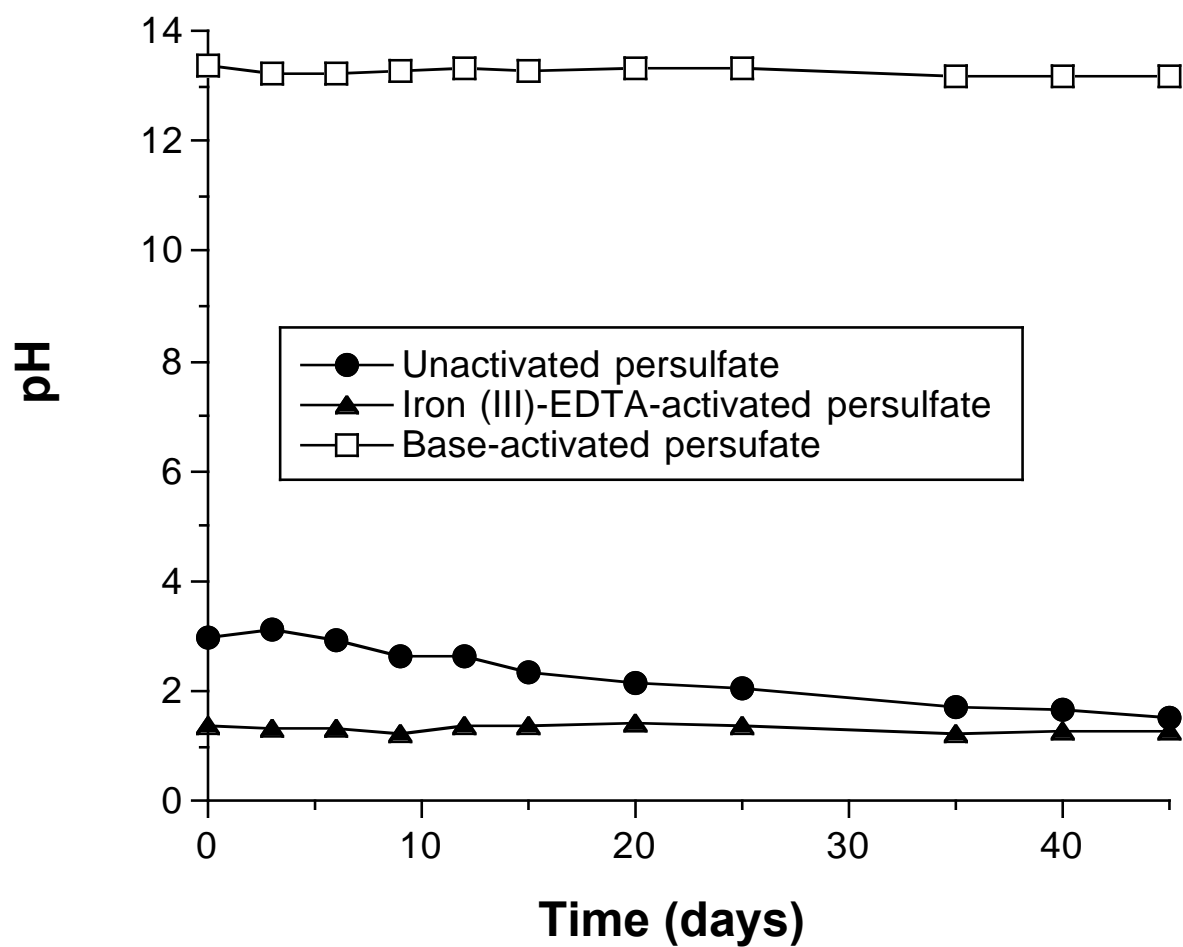 14
12
10
8
6
4
2
0
pH
Unactivated persulfate
Iron (III)-EDTA-activated persulfate
Base-activated persufate
0 10 20 30 40
Time (days)